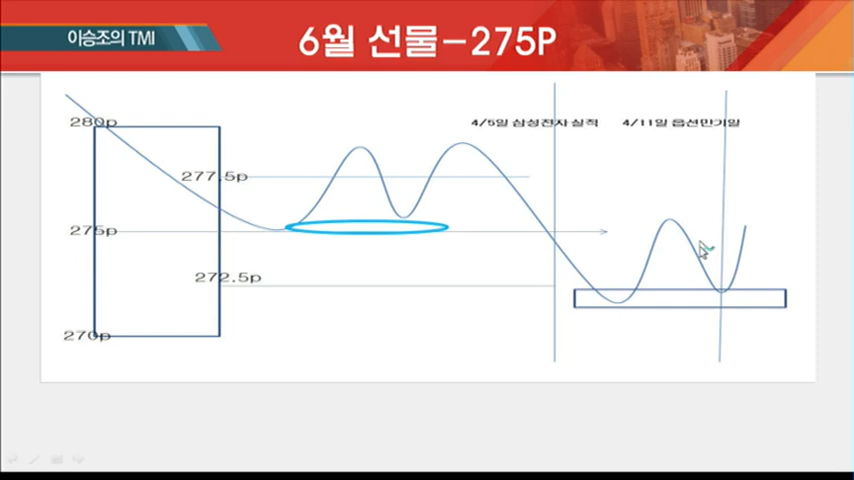 이승조의 TMI
6월 선물-275P
280p
4/5일 삼성전자 실적
4/11일 옵션만기일
277.5p
275p
272.5p
270p